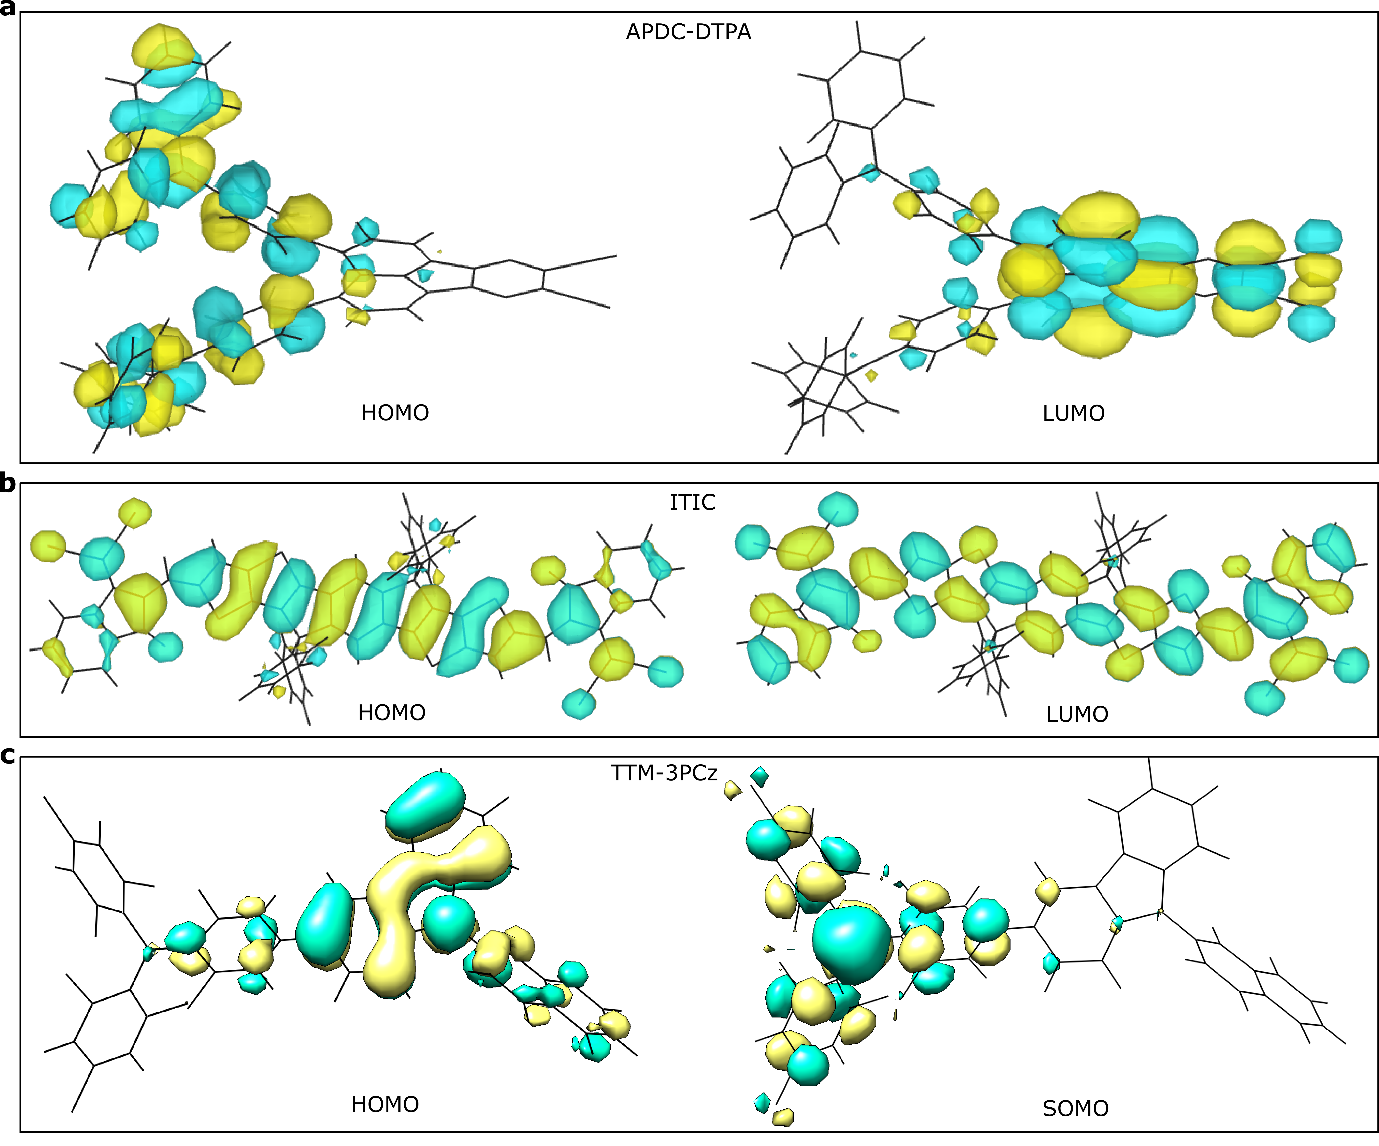 a
APDC-DTPA
HOMO
LUMO
b
ITIC
HOMO
LUMO
c
TTM-3PCz
HOMO
SOMO